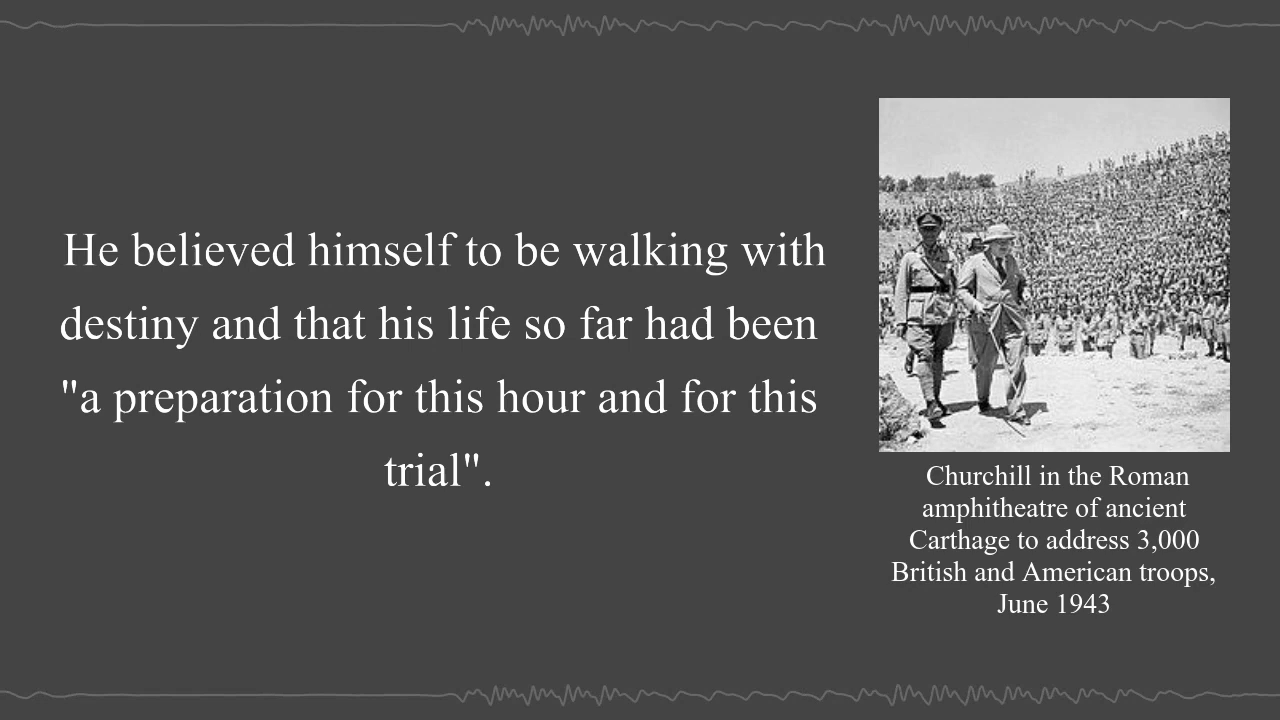 He believed himself to be walking with
destiny and that his life so far had been
"a preparation for this hour and for this
trial".
Churchill in the Roman
amphitheatre of ancient
Carthage to address 3,000
British and American troops,
June 1943